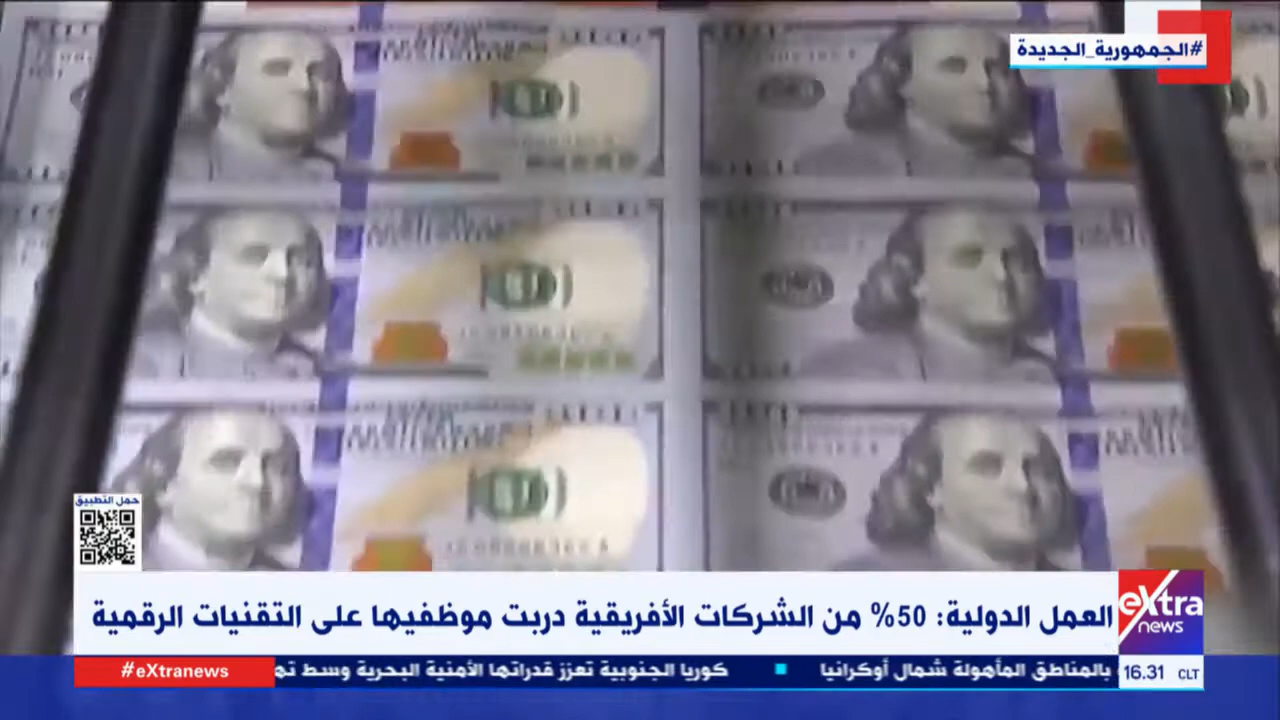 #الجمهورية_الجديدة
حمل التطبيق
العمل الدولية: 50% من الشركات الأفريقية دربت موظفيها على التقنيات الرقمية
eXtra
news
#eXtranews
بالمناطق المأهولة شمال أوكرانيا
كوريا الجنوبية تعزز قدراتها الأمنية البحرية وسط
16.31 CLT